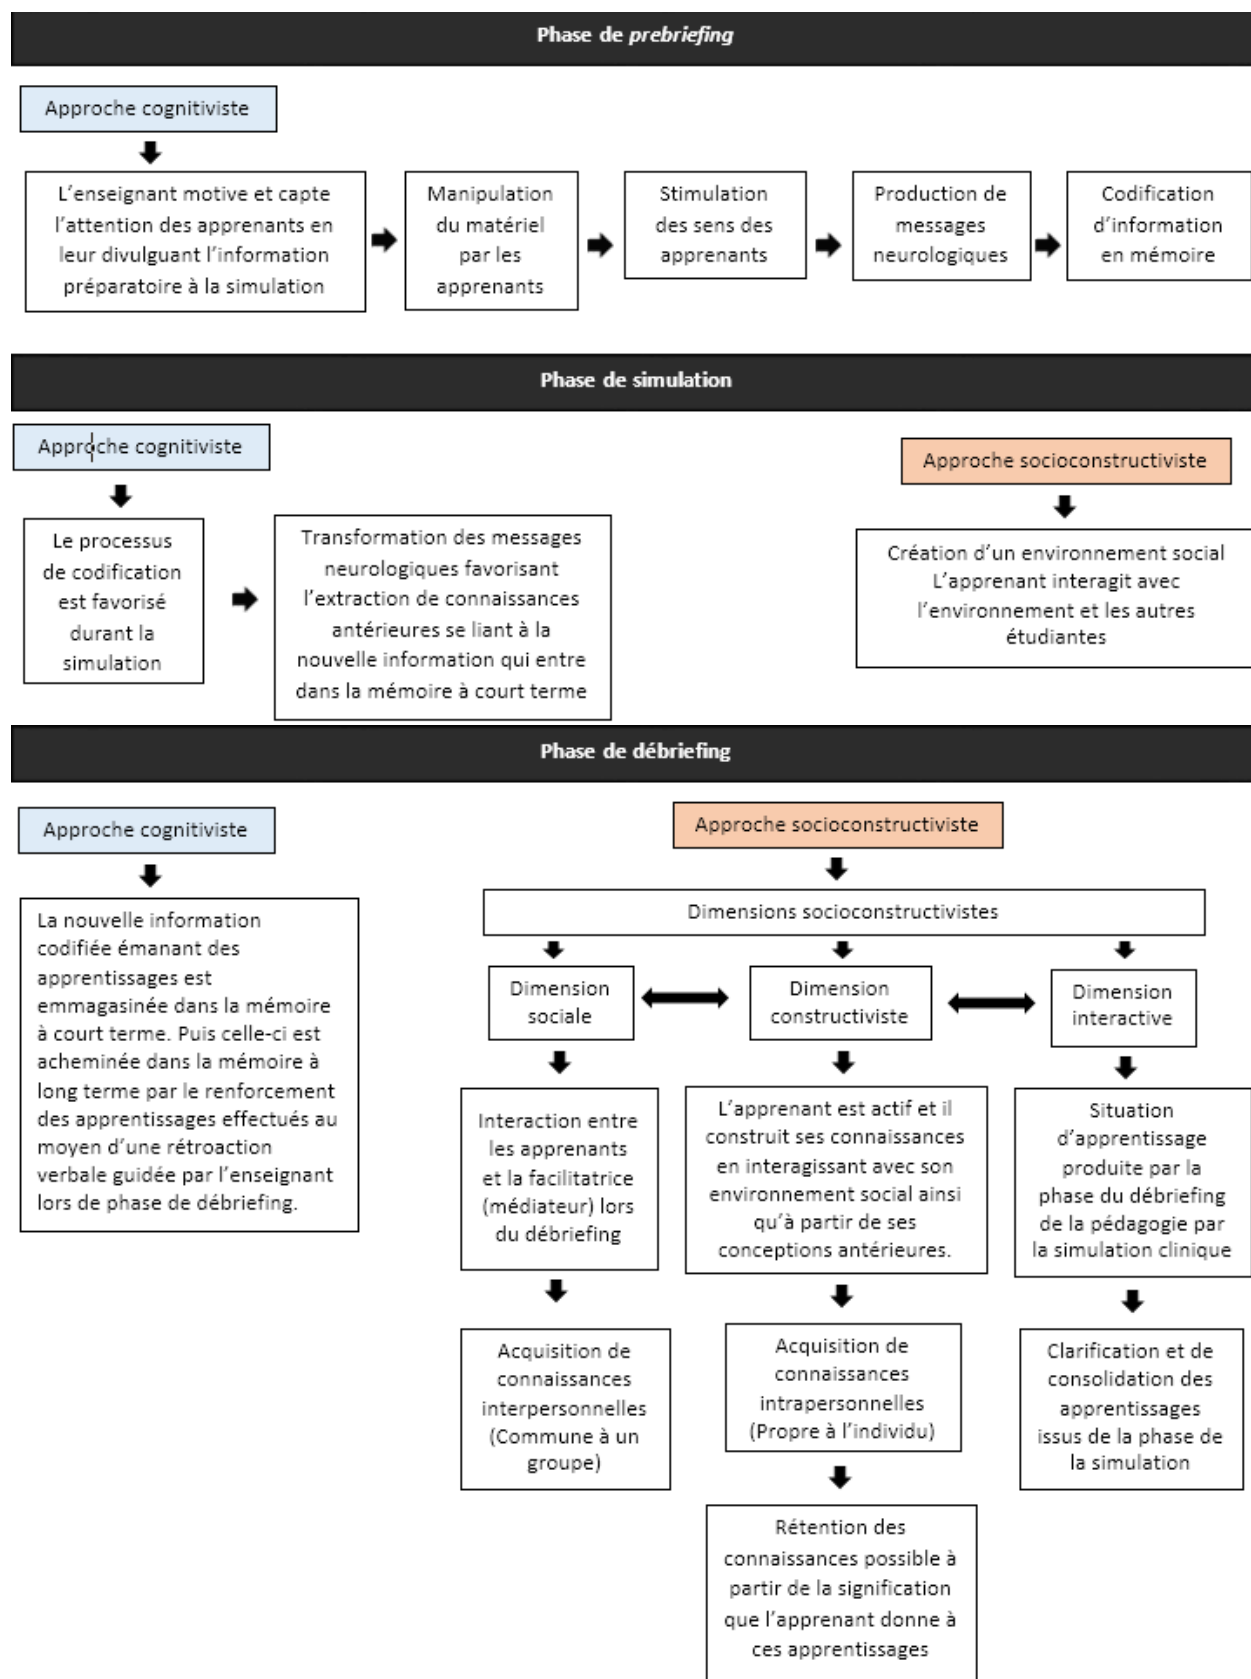 Phase de prebriefing
Approche cognitiviste
L'enseignant motive et capte
l'attention des apprenants en
leur divulguant l'information
préparatoire à la simulation
Manipulation
du matériel
par les
apprenants
Stimulation
des sens des
apprenants
Production de
messages
neurologiques
Codification
d'information
en mémoire
Phase de simulation
Approche cognitiviste
Le processus
de codification
est favorisé
durant la
simulation
Transformation des messages
neurologiques favorisant
l'extraction de connaissances
antérieures se liant à la
nouvelle information qui entre
dans la mémoire à court terme
Approche socioconstructiviste
Création d'un environnement social
L'apprenant interagit avec
l'environnement et les autres
étudiantes
Phase de débriefing
Approche cognitiviste
La nouvelle information
codifiée émanant des
apprentissages est
emmagasinée dans la mémoire
à court terme. Puis celle-ci est
acheminée dans la mémoire à
long terme par le renforcement
des apprentissages effectués au
moyen d'une rétroaction
verbale guidée par l'enseignant
lors de phase de débriefing.
Approche socioconstructiviste
Dimensions socioconstructivistes
Dimension
sociale
Dimension
constructiviste
Dimension
interactive
Interaction entre
les apprenants
et la facilitatrice
(médiateur) lors
du débriefing
L'apprenant est actif et il
construit ses connaissances
en interagissant avec son
environnement social ainsi
qu'à partir de ses
conceptions antérieures.
Situation
d'apprentissage
produite par la
phase du débriefing
de la pédagogie par
la simulation clinique
Acquisition de
connaissances
interpersonnelles
(Commune à un
groupe)
Acquisition de
connaissances
intrapersonnelles
(Propre à l'individu)
Clarification et de
consolidation des
apprentissages
issus de la phase de
la simulation
Rétention des
connaissances possible à
partir de la signification
que l'apprenant donne à
ces apprentissages